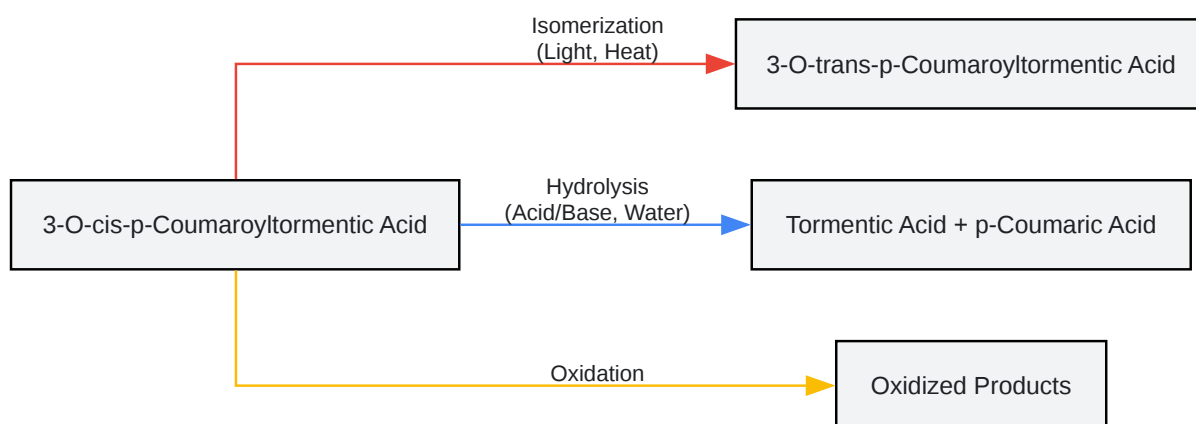 Isomerization
(Light, Heat)
3-O-trans-p-Coumaroyltormentic Acid
3-O-cis-p-Coumaroyltormentic Acid
Hydrolysis
(Acid/Base, Water)
Tormentic Acid + p-Coumaric Acid
Oxidation
Oxidized Products